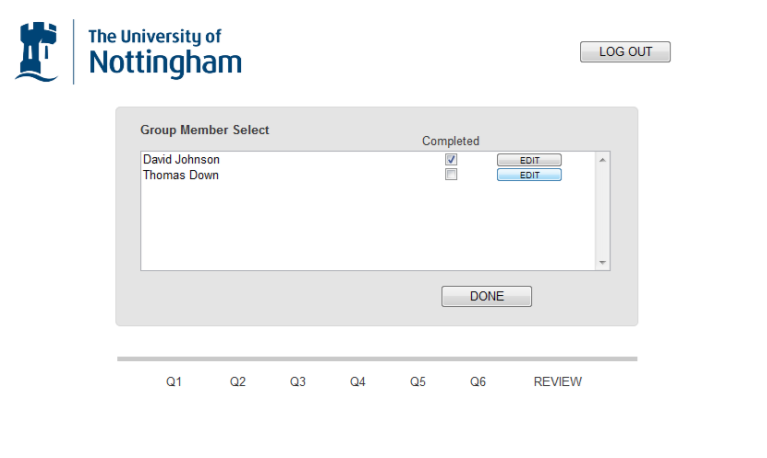 The University of
Nottingham
LOG OUT
Group Member Select
Completed
David Johnson EDIT
Thomas Down EDIT
DONE
Q1 Q2 Q3 Q4 Q5 Q6 REVIEW